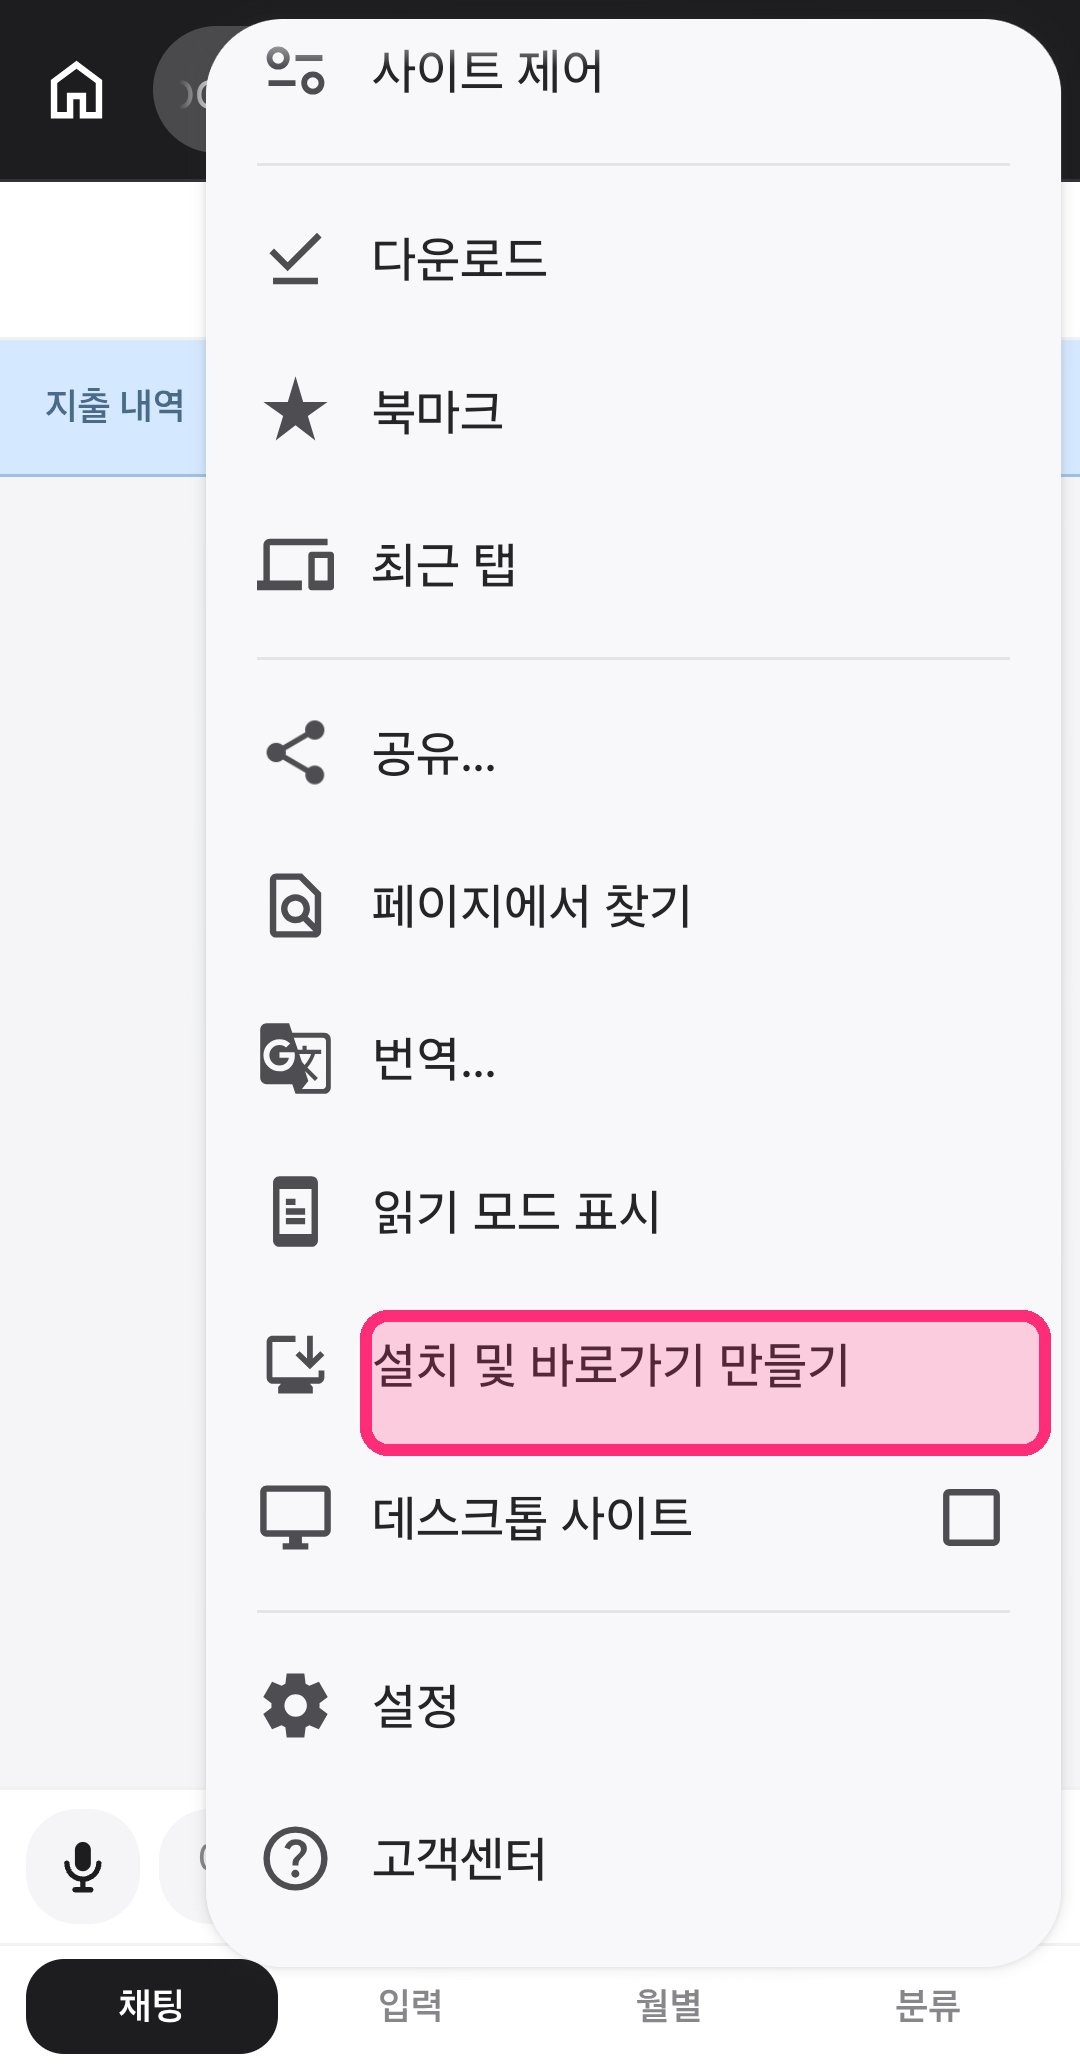 사이트 제어
다운로드
북마크
지출 내역
최근 탭
공유...
페이지에서 찾기
번역...
읽기 모드 표시
설치 및 바로가기 만들기
데스크톱 사이트
설정
고객센터
채팅
입력
월별
분류